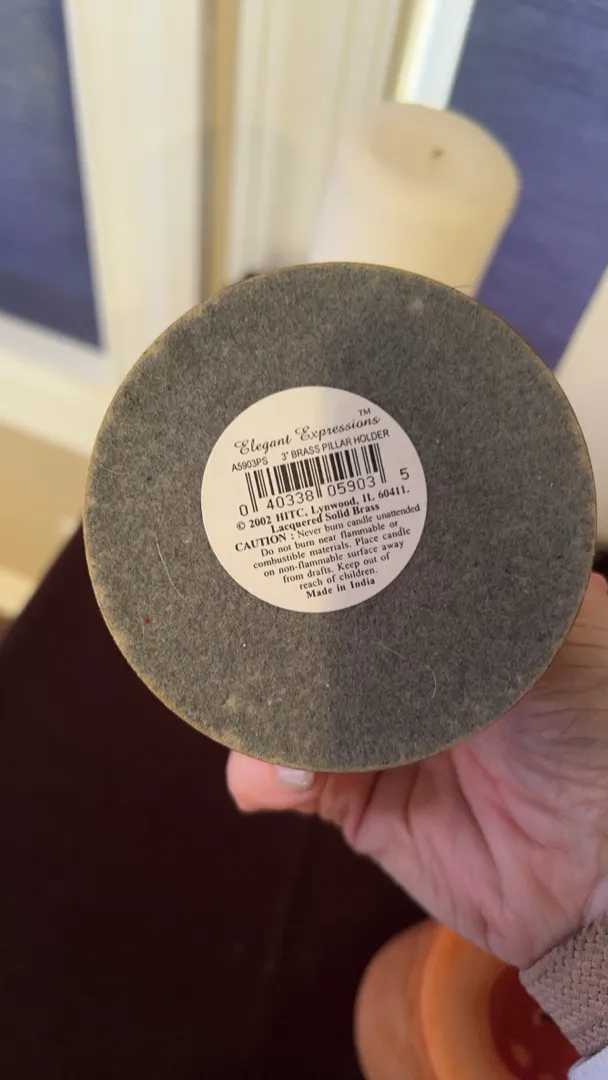 Elegant Expressions™
A5903PS 3" BRASS PILLAR HOLDER
0 40338 05903 5
© 2002 HITC, Lynwood, IL 60411.
Lacquered Solid Brass
CAUTION : Never burn candle unattended
Do not burn near flammable or
combustible materials. Place candle
on non-flammable surface away
from drafts. Keep out of
reach of children.
Made in India